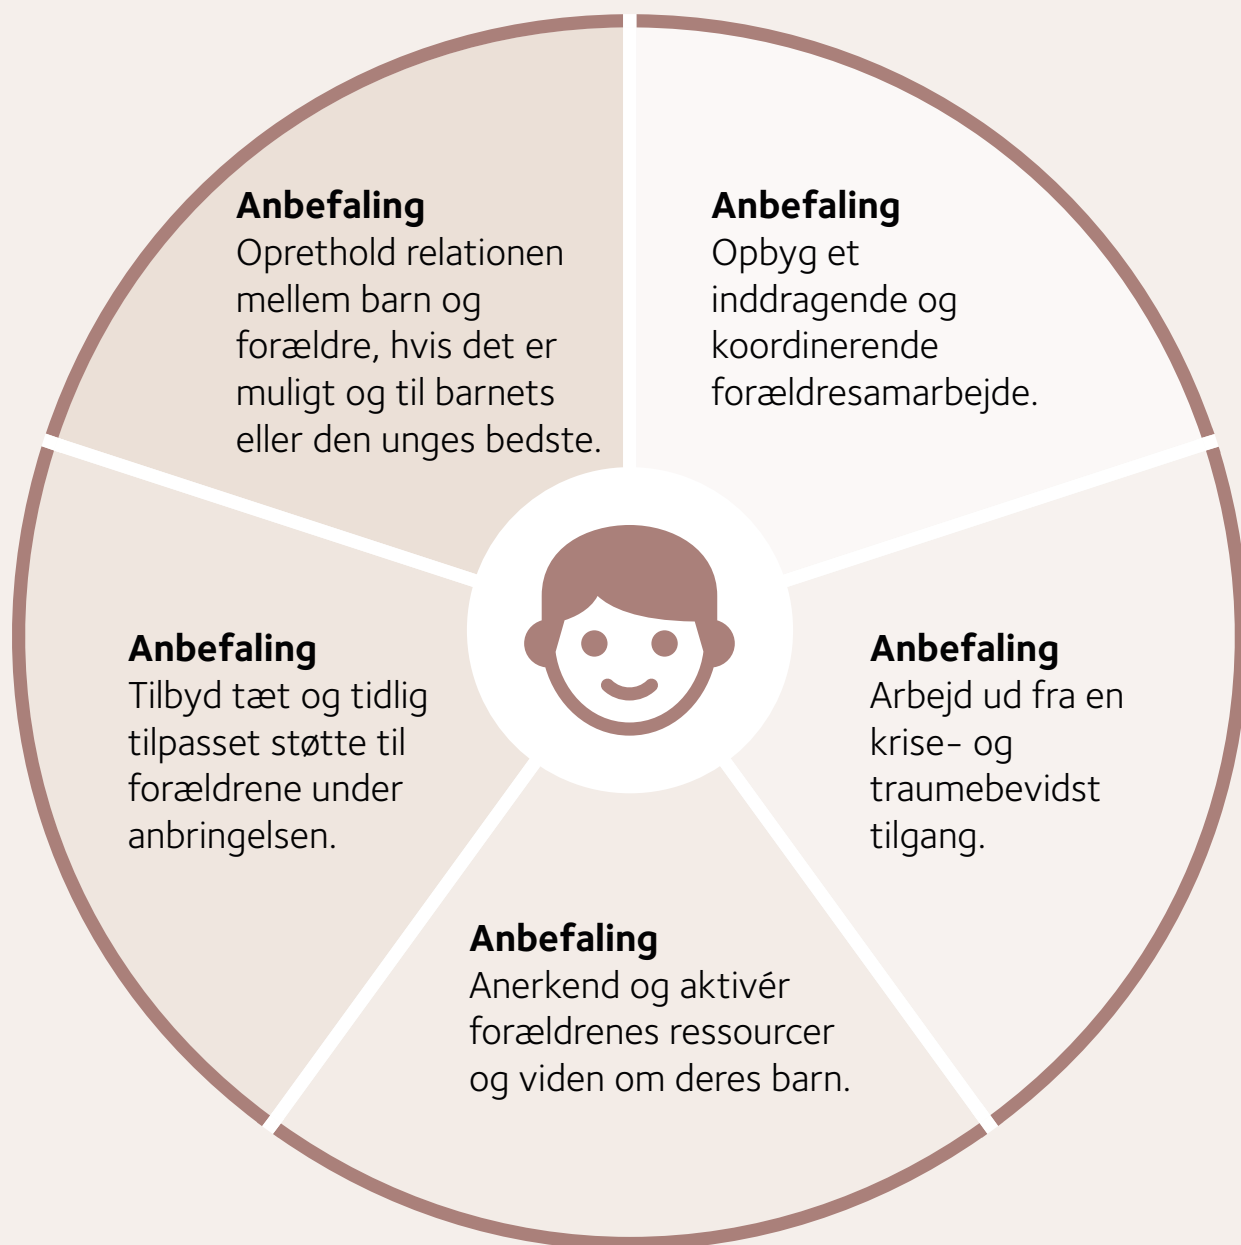 Anbefaling
Oprethold relationen
mellem barn og
forældre, hvis det er
muligt og til barnets
eller den unges bedste.
Anbefaling
Opbyg et
inddragende og
koordinerende
forældresamarbejde.
Anbefaling
Tilbyd tæt og tidlig
tilpasset støtte til
forældrene under
anbringelsen.
Anbefaling
Arbejd ud fra en
krise- og
traumebevidst
tilgang.
Anbefaling
Anerkend og aktivér
forældrenes ressourcer
og viden om deres barn.